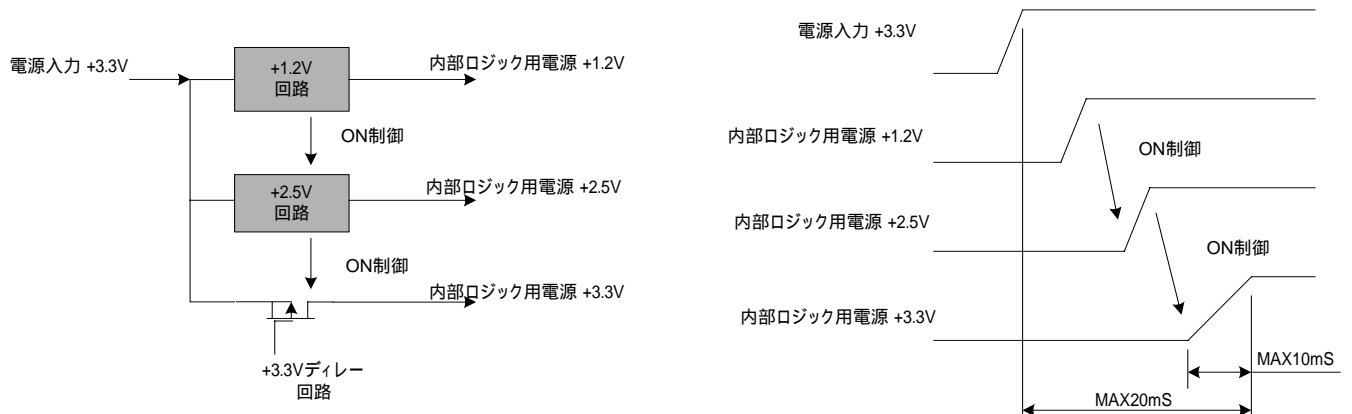 電源入力 +3.3V
+1.2V
回路
内部ロジック用電源 +1.2V
ON制御
+2.5V
回路
内部ロジック用電源 +2.5V
ON制御
内部ロジック用電源 +3.3V
+3.3Vディレー
回路
電源入力 +3.3V
内部ロジック用電源 +1.2V
ON制御
内部ロジック用電源 +2.5V
ON制御
内部ロジック用電源 +3.3V
MAX10mS
MAX20mS